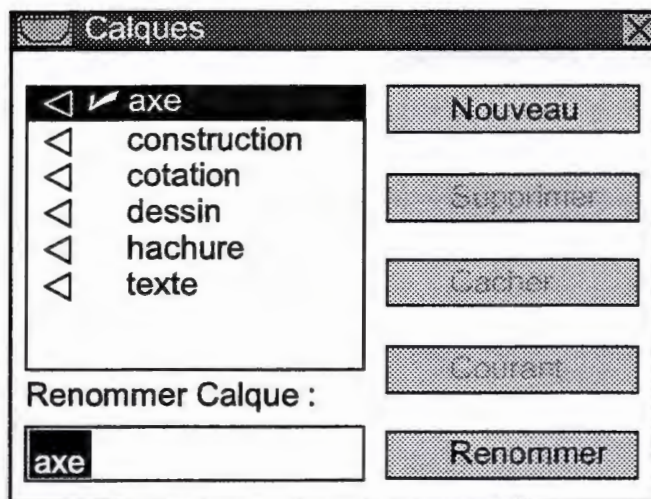 Calques
axe
construction
cotation
dessin
hachure
texte
Nouveau
Supprimer
Cacher
Courant
Renommer Calque :
axe
Renommer